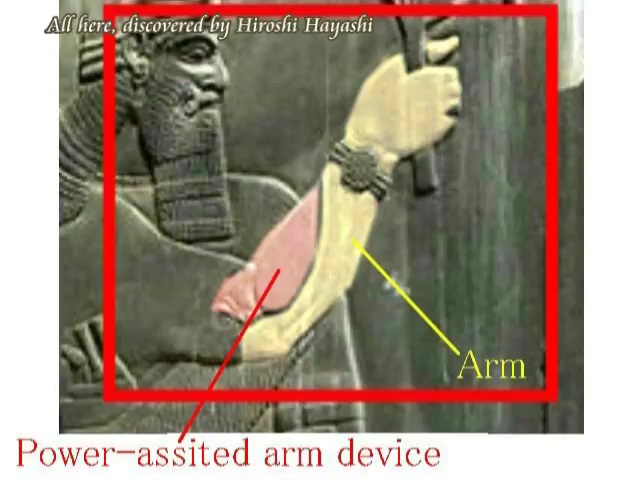 All here, discovered by Hiroshi Hayashi
Arm
Power-assited arm device